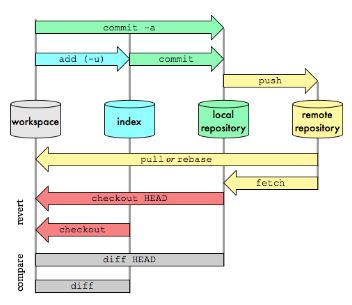 commit -a
add (-u)
commit
push
workspace
index
local
repository
remote
repository
pull or rebase
fetch
revert
checkout HEAD
checkout
compare
diff HEAD
diff